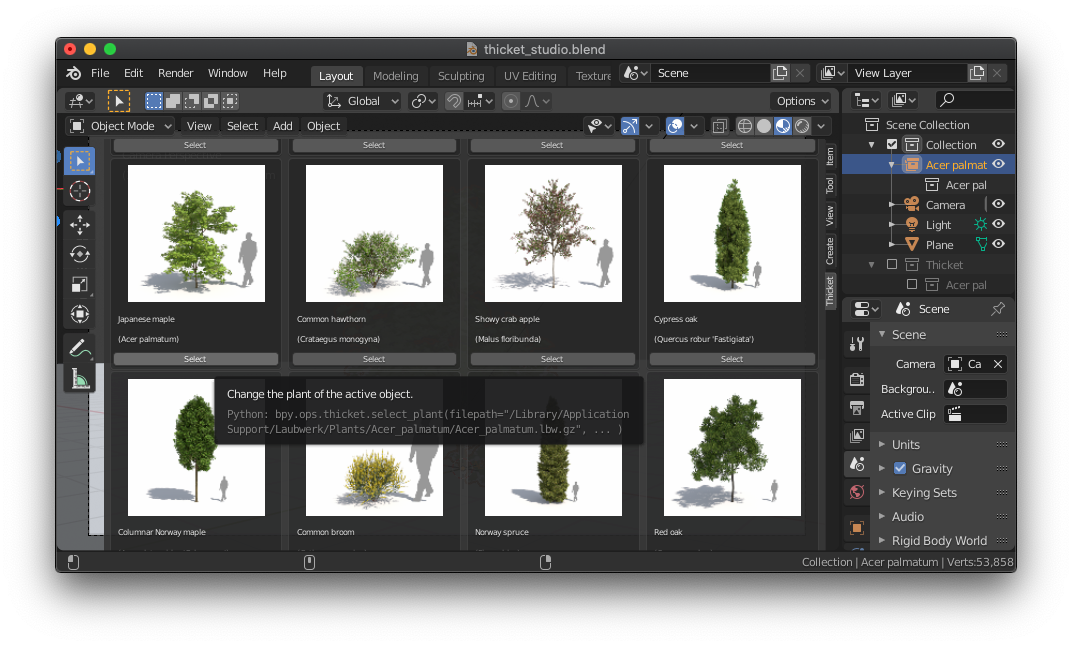 thicket_studio.blend
File Edit Render Window Help
Layout Modeling Sculpting UV Editing Texture
Scene
View Layer
Global
Options
Object Mode View Select Add Object
Scene Collection
Collection
Acer palmat
Acer pal
Camera
Light
Plane
Thicket
Acer pal
Select Select Select Select
Item
Tool
View
Create
Thicket
Japanese maple
(Acer palmatum)
Select
Common hawthorn
(Crataegus monogyna)
Select
Showy crab apple
(Malus floribunda)
Select
Cypress oak
(Quercus robur 'Fastigiata')
Select
Change the plant of the active object.
Python: bpy.ops.thicket.select_plant(filepath="/Library/Application
Support/Laubwerk/Plants/Acer_palmatum/Acer_palmatum.lbw.gz", ... )
Columnar Norway maple
Common broom
Norway spruce
Red oak
Scene
Scene
Camera Ca
Backgrou..
Active Clip
Units
Gravity
Keying Sets
Audio
Rigid Body World
Collection | Acer palmatum | Verts:53,858